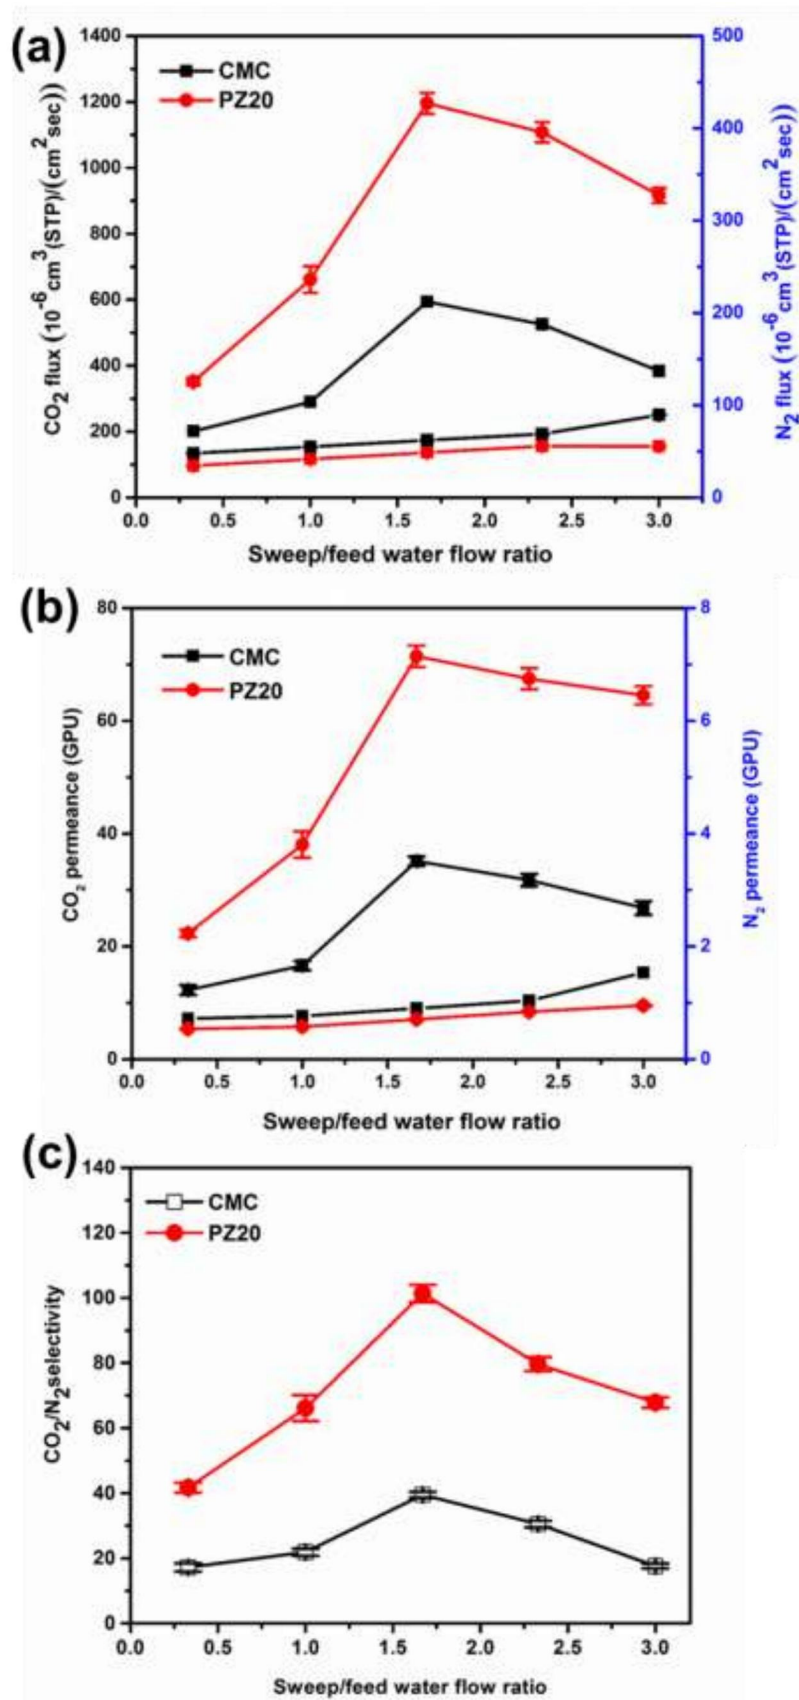 (a)
CMC
PZ20
CO2 flux (10-6 cm3(STP)/(cm2sec))
1400
1200
1000
800
600
400
200
0
N2 flux (10-6 cm3(STP)/(cm2sec))
500
400
300
200
100
0
0.0 0.5 1.0 1.5 2.0 2.5 3.0
Sweep/feed water flow ratio
(b)
CMC
PZ20
CO2 permeance (GPU)
80
60
40
20
0
N2 permeance (GPU)
8
6
4
2
0
0.0 0.5 1.0 1.5 2.0 2.5 3.0
Sweep/feed water flow ratio
(c)
CMC
PZ20
CO2/N2selectivity
140
120
100
80
60
40
20
0
0.0 0.5 1.0 1.5 2.0 2.5 3.0
Sweep/feed water flow ratio